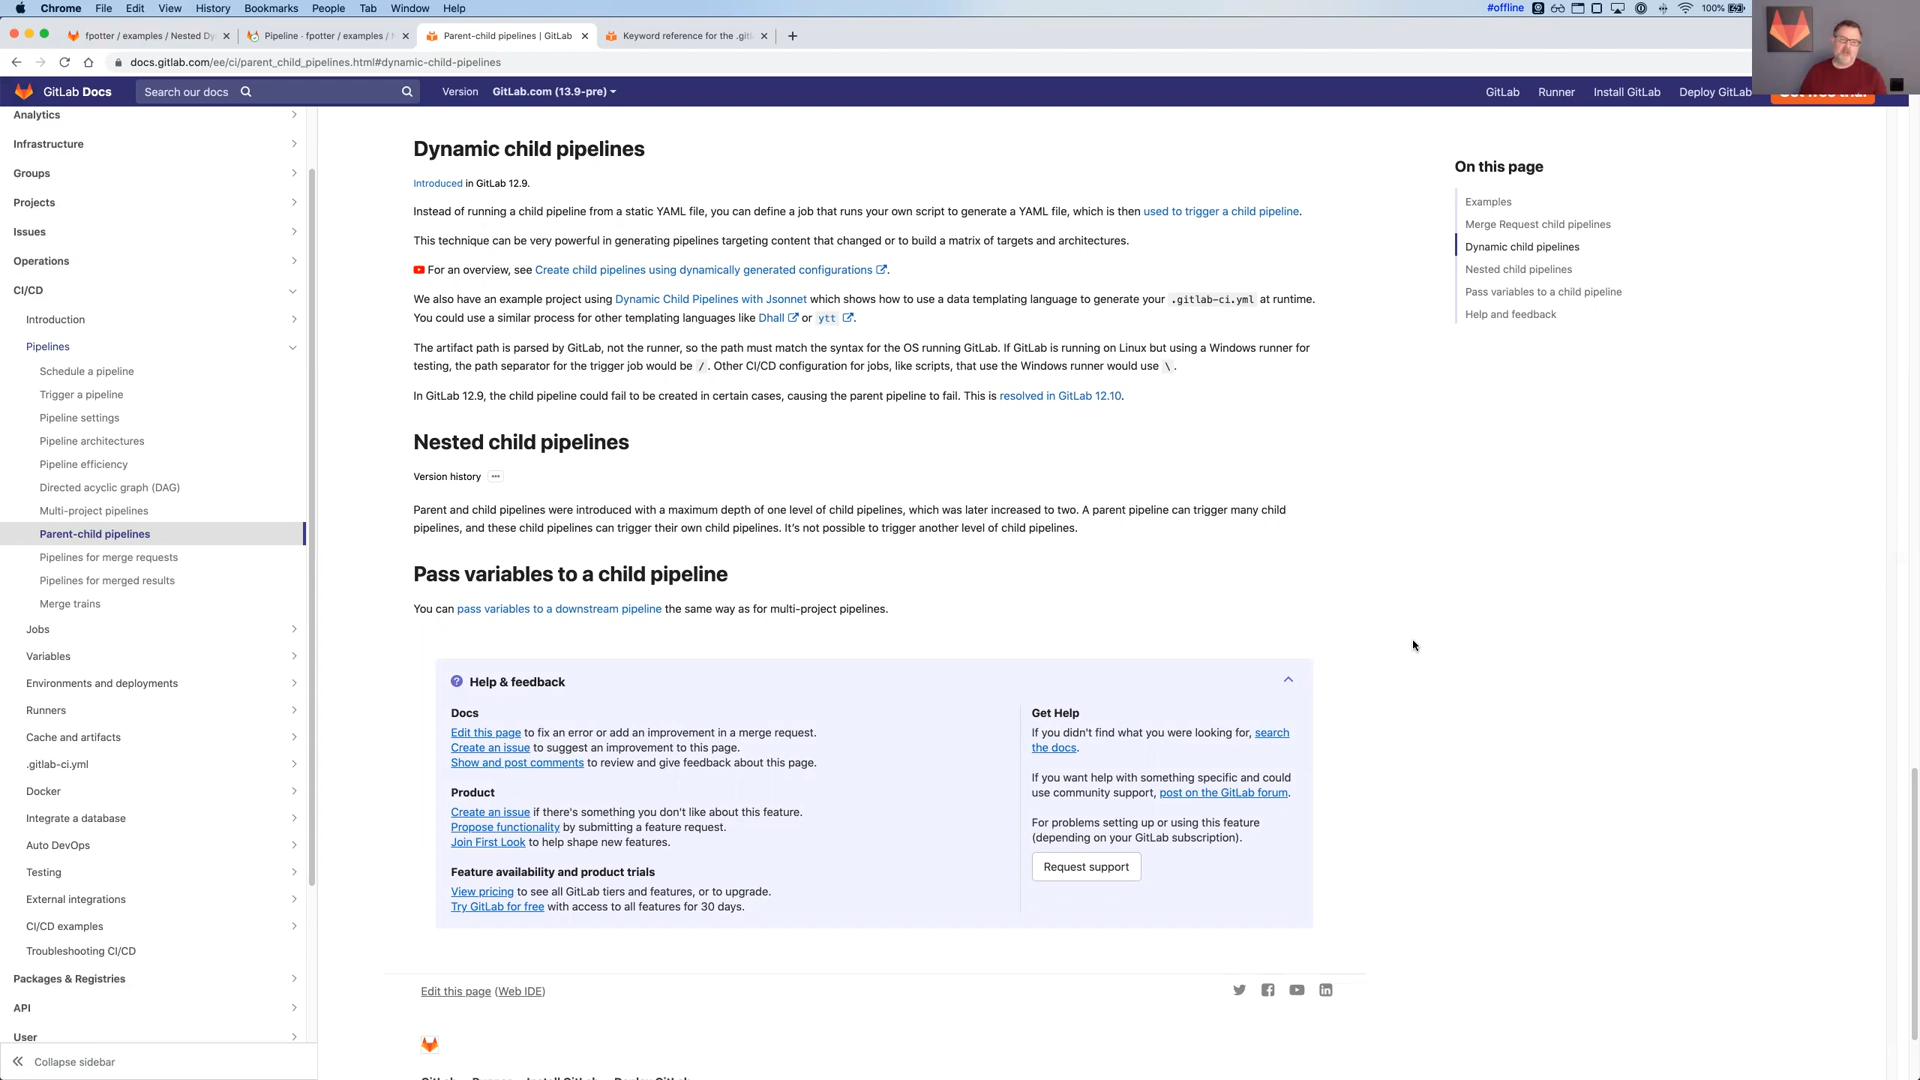 Chrome File Edit View History Bookmarks People Tab Window Help
#offline 100%
fpotter / examples / Nested Dy
Pipeline · fpotter / examples /
Parent-child pipelines | GitLab
Keyword reference for the .gitl
docs.gitlab.com/ee/ci/parent_child_pipelines.html#dynamic-child-pipelines
GitLab Docs
Search our docs
Version GitLab.com (13.9-pre)
GitLab Runner Install GitLab Deploy GitLab
Analytics
Infrastructure
Groups
Projects
Issues
Operations
CI/CD
Introduction
Pipelines
Schedule a pipeline
Trigger a pipeline
Pipeline settings
Pipeline architectures
Pipeline efficiency
Directed acyclic graph (DAG)
Multi-project pipelines
Parent-child pipelines
Pipelines for merge requests
Pipelines for merged results
Merge trains
Jobs
Variables
Environments and deployments
Runners
Cache and artifacts
.gitlab-ci.yml
Docker
Integrate a database
Auto DevOps
Testing
External integrations
CI/CD examples
Troubleshooting CI/CD
Packages & Registries
API
User
Collapse sidebar
Dynamic child pipelines
Introduced in GitLab 12.9.
Instead of running a child pipeline from a static YAML file, you can define a job that runs your own script to generate a YAML file, which is then used to trigger a child pipeline.
This technique can be very powerful in generating pipelines targeting content that changed or to build a matrix of targets and architectures.
For an overview, see Create child pipelines using dynamically generated configurations.
We also have an example project using Dynamic Child Pipelines with Jsonnet which shows how to use a data templating language to generate your .gitlab-ci.yml at runtime.
You could use a similar process for other templating languages like Dhall or ytt.
The artifact path is parsed by GitLab, not the runner, so the path must match the syntax for the OS running GitLab. If GitLab is running on Linux but using a Windows runner for
testing, the path separator for the trigger job would be /. Other CI/CD configuration for jobs, like scripts, that use the Windows runner would use \.
In GitLab 12.9, the child pipeline could fail to be created in certain cases, causing the parent pipeline to fail. This is resolved in GitLab 12.10.
Nested child pipelines
Version history
Parent and child pipelines were introduced with a maximum depth of one level of child pipelines, which was later increased to two. A parent pipeline can trigger many child
pipelines, and these child pipelines can trigger their own child pipelines. It's not possible to trigger another level of child pipelines.
Pass variables to a child pipeline
You can pass variables to a downstream pipeline the same way as for multi-project pipelines.
Help & feedback
Docs
Edit this page to fix an error or add an improvement in a merge request.
Create an issue to suggest an improvement to this page.
Show and post comments to review and give feedback about this page.
Product
Create an issue if there's something you don't like about this feature.
Propose functionality by submitting a feature request.
Join First Look to help shape new features.
Feature availability and product trials
View pricing to see all GitLab tiers and features, or to upgrade.
Try GitLab for free with access to all features for 30 days.
Get Help
If you didn't find what you were looking for, search
the docs.
If you want help with something specific and could
use community support, post on the GitLab forum.
For problems setting up or using this feature
(depending on your GitLab subscription).
Request support
Edit this page (Web IDE)
On this page
Examples
Merge Request child pipelines
Dynamic child pipelines
Nested child pipelines
Pass variables to a child pipeline
Help and feedback